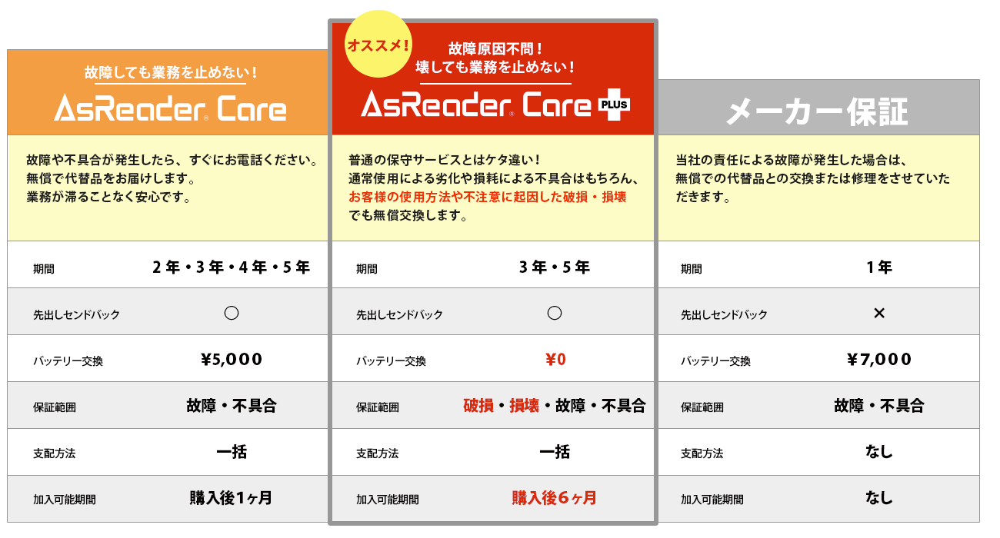 故障しても業務を止めない！
AsReader® Care
故障や不具合が発生したら、すぐにお電話ください。
無償で代替品をお届けします。
業務が滞ることなく安心です。
期間
2年・3年・4年・5年
先出しセンドバック
○
バッテリー交換
¥5,000
保証範囲
故障・不具合
支配方法
一括
加入可能期間
購入後1ヶ月
オススメ！
故障原因不問！
壊しても業務を止めない！
AsReader® Care PLUS
普通の保守サービスとはケタ違い！
通常使用による劣化や損耗による不具合はもちろん、
お客様の使用方法や不注意に起因した破損・損壊
でも無償交換します。
期間
3年・5年
先出しセンドバック
○
バッテリー交換
¥0
保証範囲
破損・損壊・故障・不具合
支配方法
一括
加入可能期間
購入後6ヶ月
メーカー保証
当社の責任による故障が発生した場合は、
無償での代替品との交換または修理をさせていた
だきます。
期間
1年
先出しセンドバック
×
バッテリー交換
¥7,000
保証範囲
故障・不具合
支配方法
なし
加入可能期間
なし